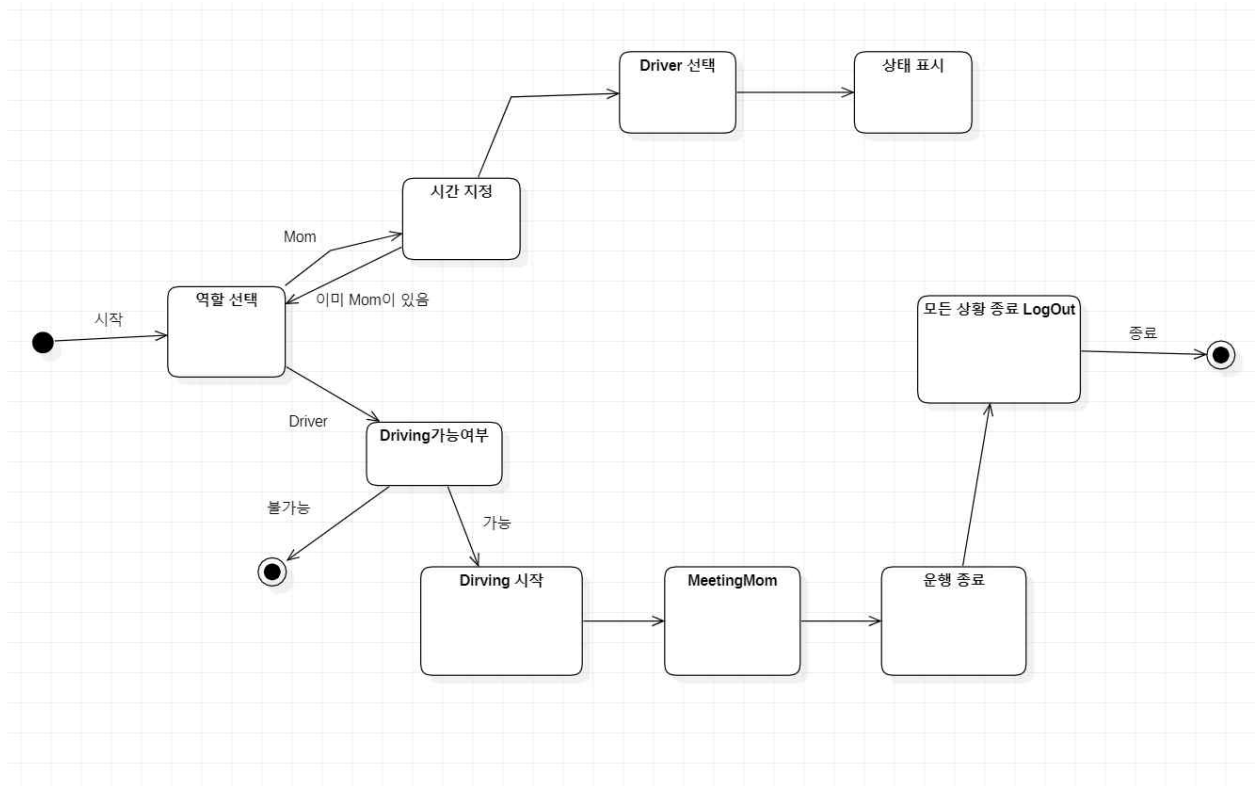 Driver 선택
상태 표시
시간 지정
Mom
이미 Mom이 있음
역할 선택
시작
모든 상황 종료 LogOut
종료
Driver
Driving가능여부
불가능
가능
Dirving 시작
MeetingMom
운행 종료